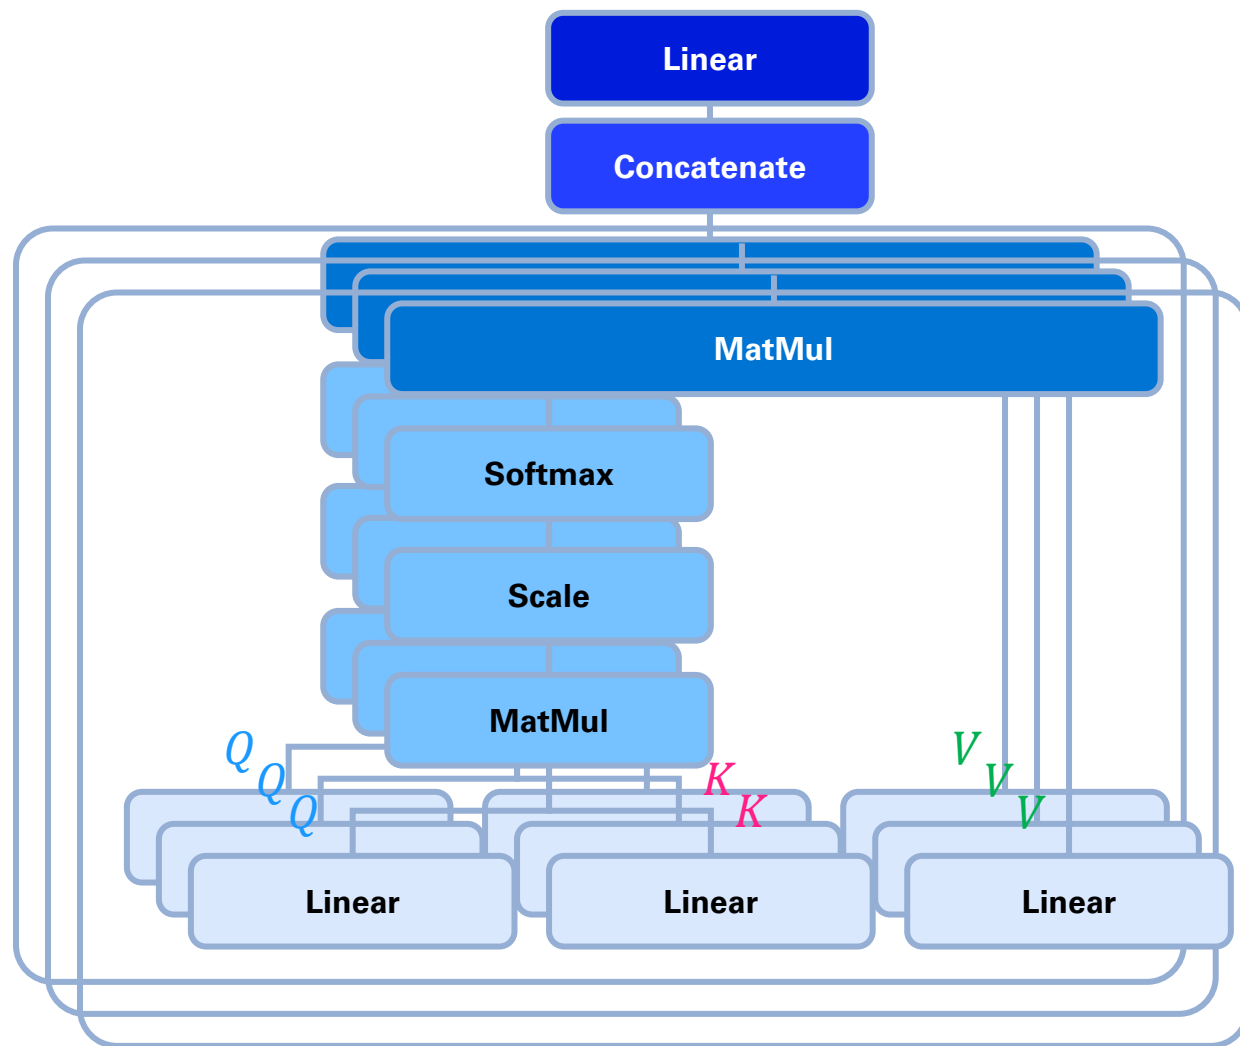 Linear
Concatenate
MatMul
Softmax
Scale
MatMul
Q
Q
Q
K
K
V
V
V
Linear
Linear
Linear